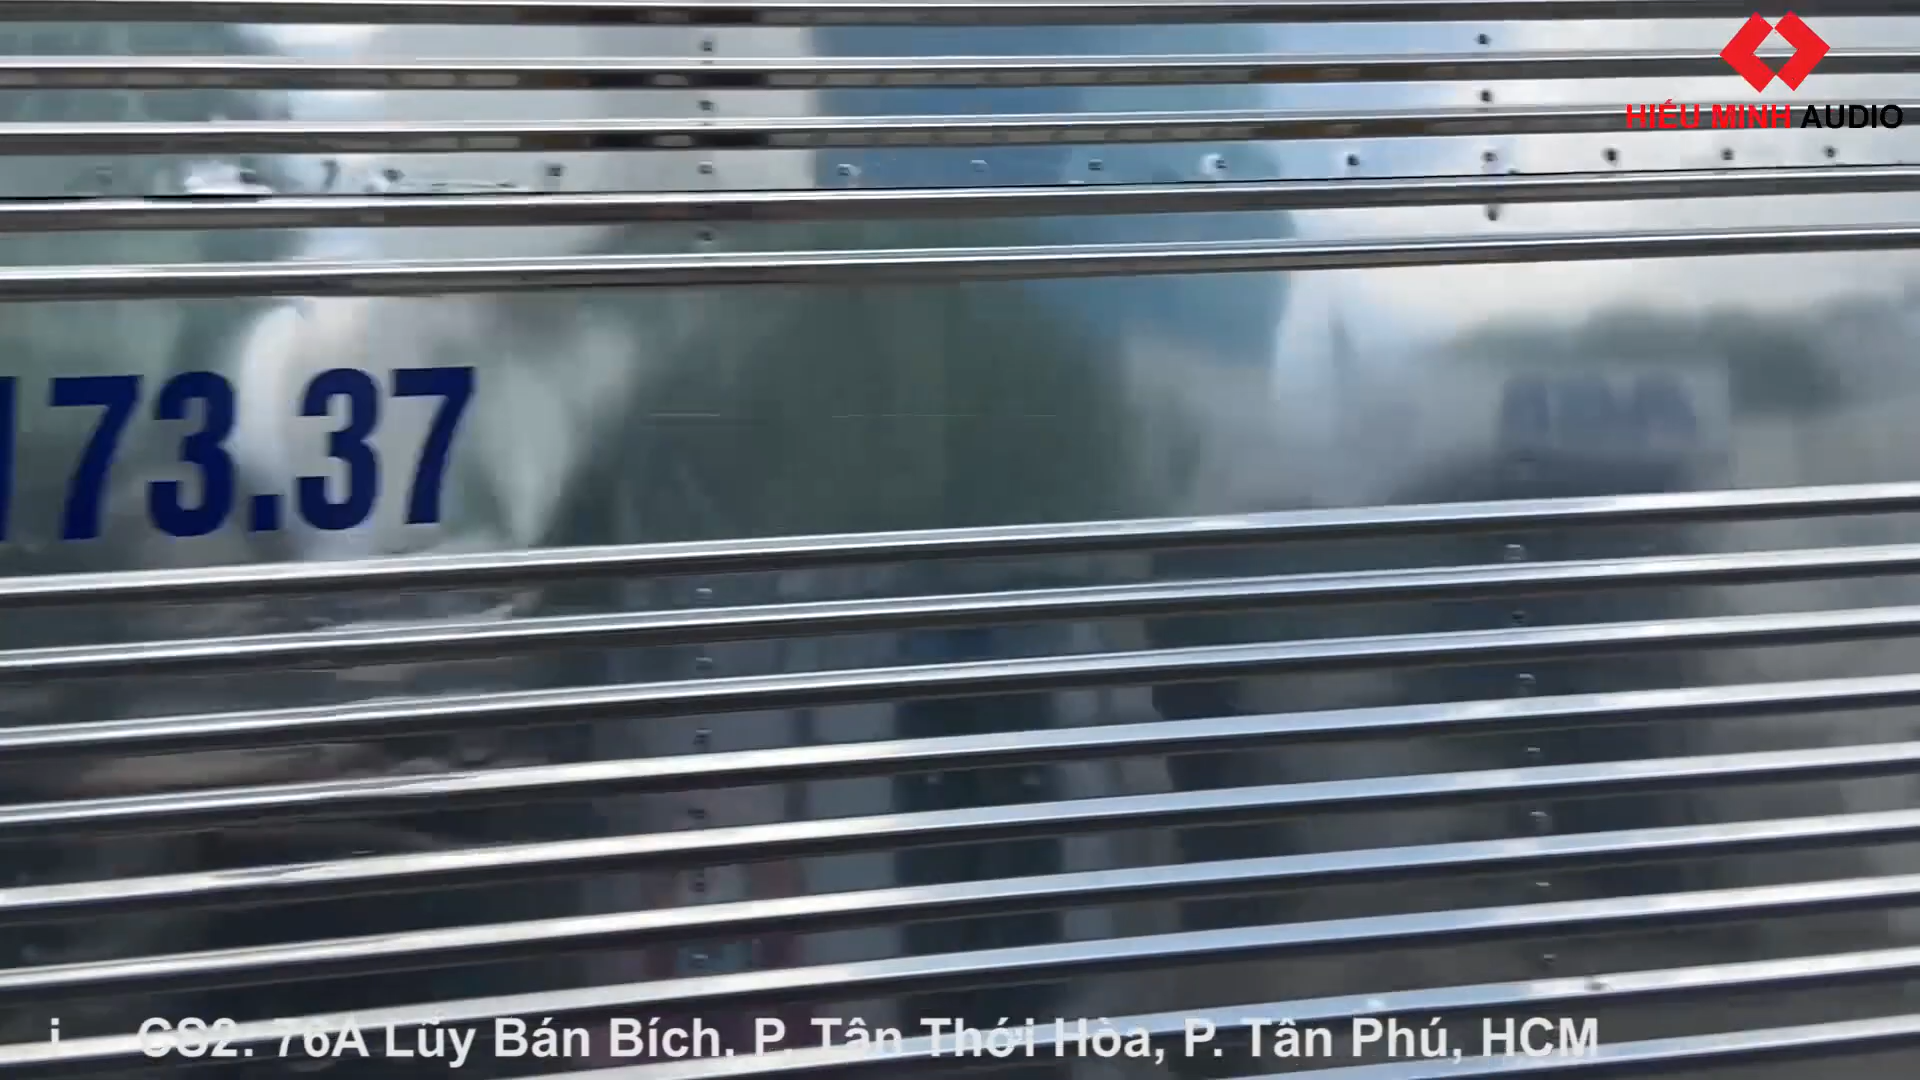 HIẾU MINH AUDIO
173.37
i CS2. 76A Lũy Bán Bích. P. Tân Thới Hòa, P. Tân Phú, HCM